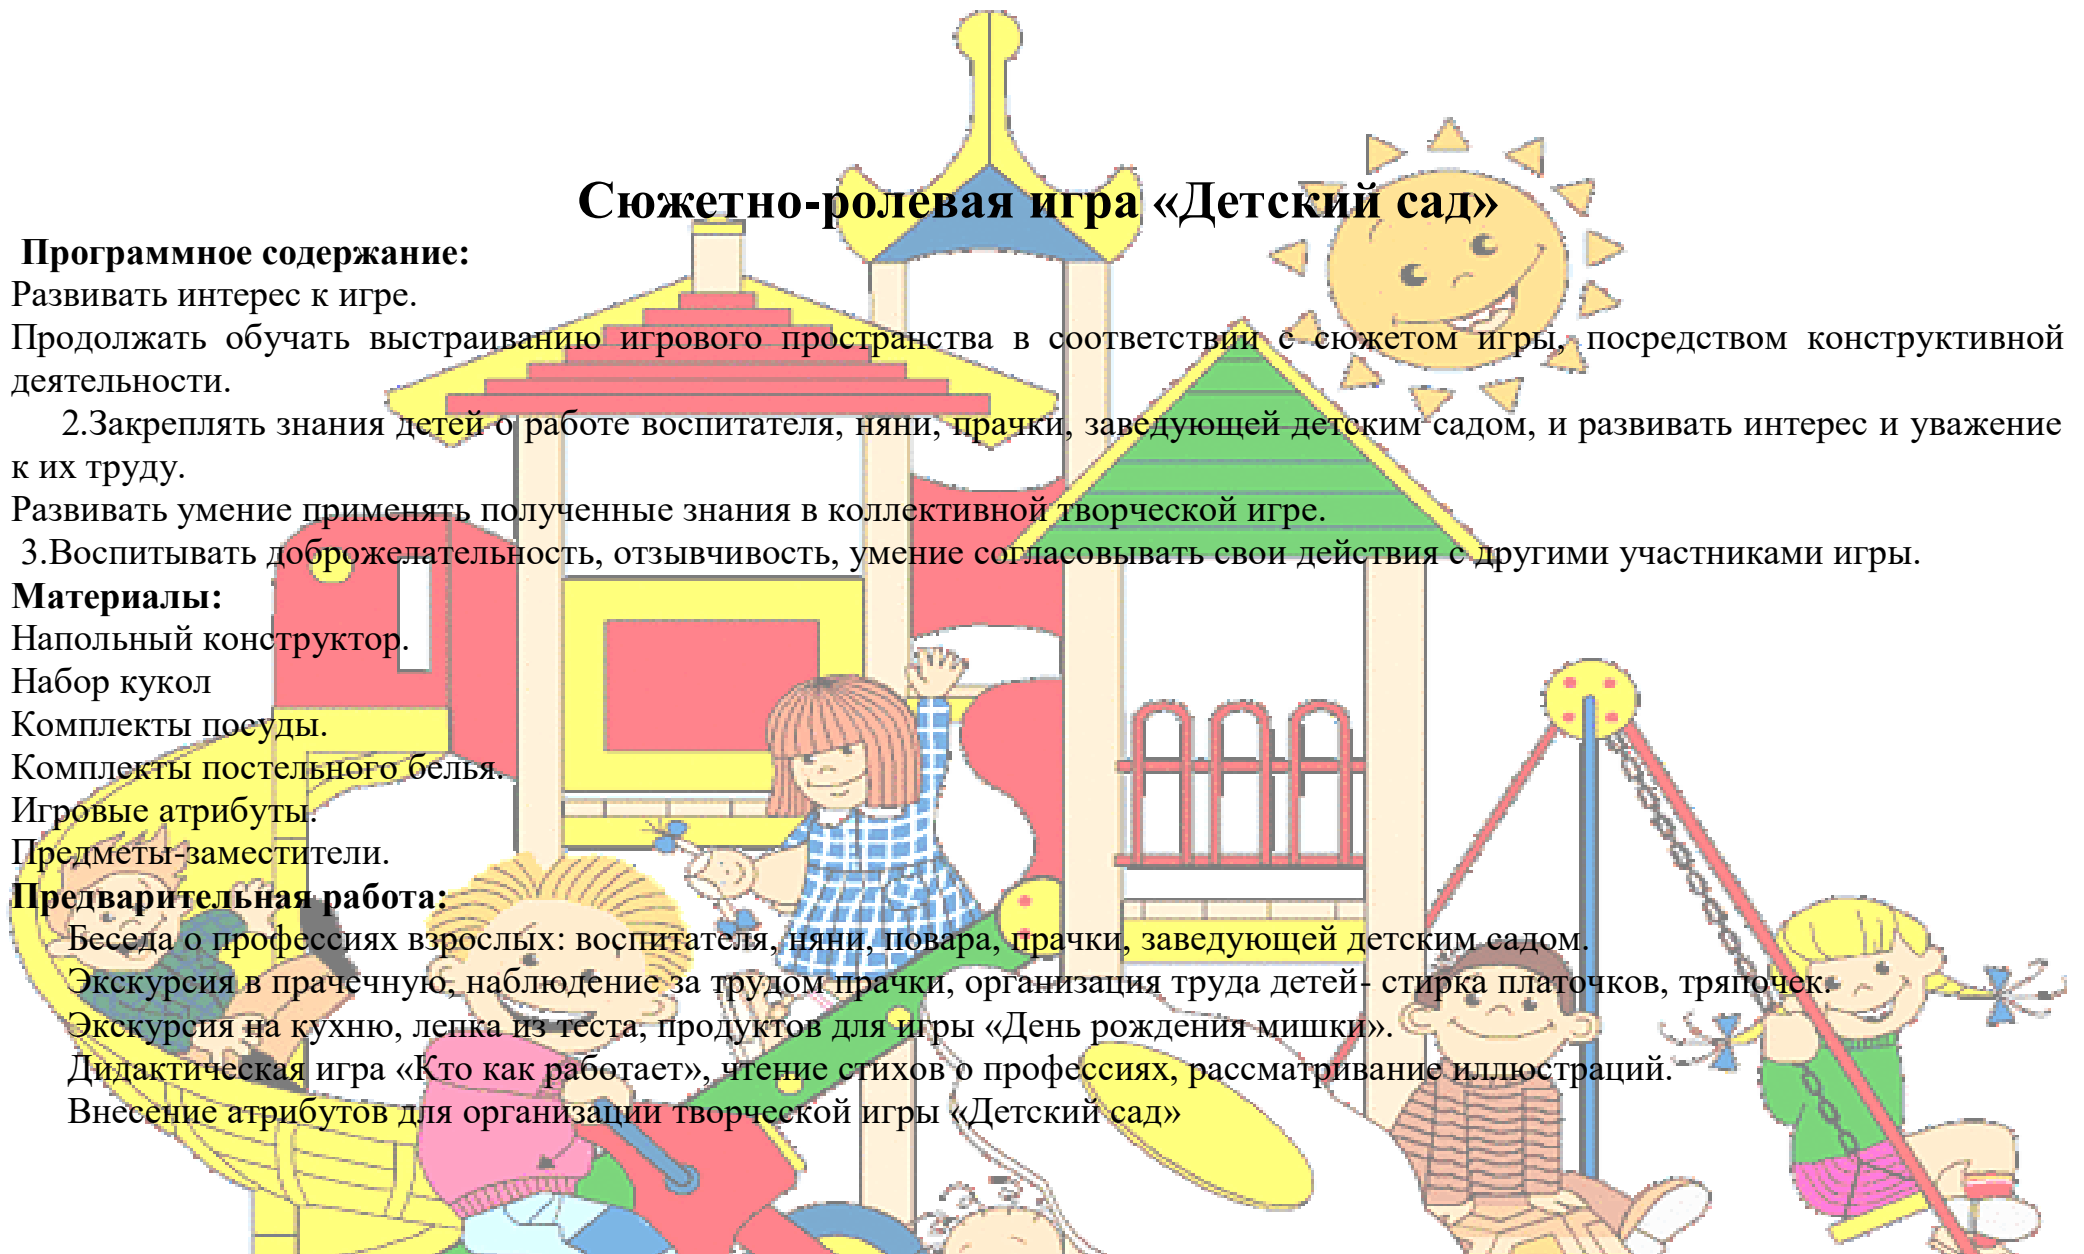 Сюжетно-ролевая игра «Детский сад»
Программное содержание:
Развивать интерес к игре.
Продолжать обучать выстраиванию игрового пространства в соответствии с сюжетом игры, посредством конструктивной
деятельности.
2.Закреплять знания детей о работе воспитателя, няни, прачки, заведующей детским садом, и развивать интерес и уважение
к их труду.
Развивать умение применять полученные знания в коллективной творческой игре.
3.Воспитывать доброжелательность, отзывчивость, умение согласовывать свои действия с другими участниками игры.
Материалы:
Напольный конструктор.
Набор кукол
Комплекты посуды.
Комплекты постельного белья.
Игровые атрибуты.
Предметы-заместители.
Предварительная работа:
Беседа о профессиях взрослых: воспитателя, няни, повара, прачки, заведующей детским садом.
Экскурсия в прачечную, наблюдение за трудом прачки, организация труда детей- стирка платочков, тряпочек.
Экскурсия на кухню, лепка из теста, продуктов для игры «День рождения мишки».
Дидактическая игра «Кто как работает», чтение стихов о профессиях, рассматривание иллюстраций.
Внесение атрибутов для организации творческой игры «Детский сад»